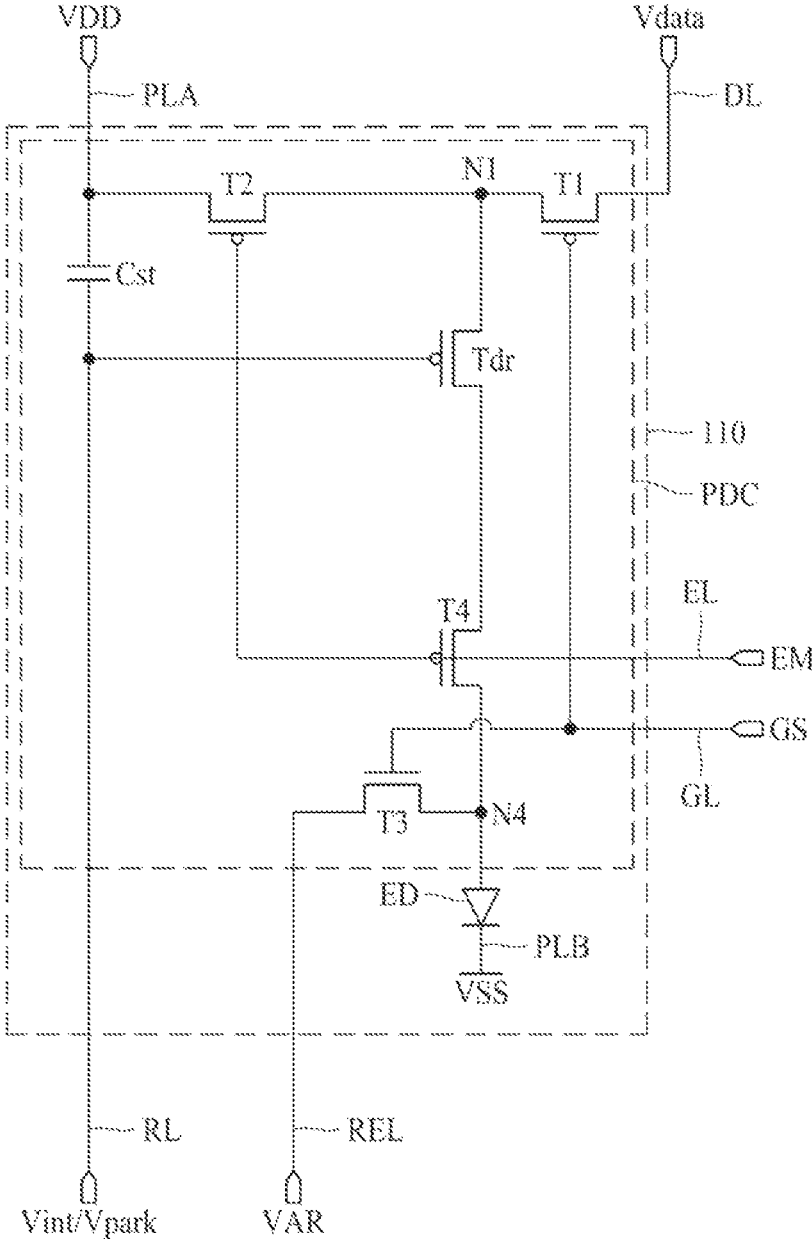 VDD
Vdata
PLA
DL
T2
N1
T1
Cst
Tdr
110
PDC
T4
EL
EM
GS
GL
T3
N4
ED
PLB
VSS
RL
REL
Vint/Vpark
VAR